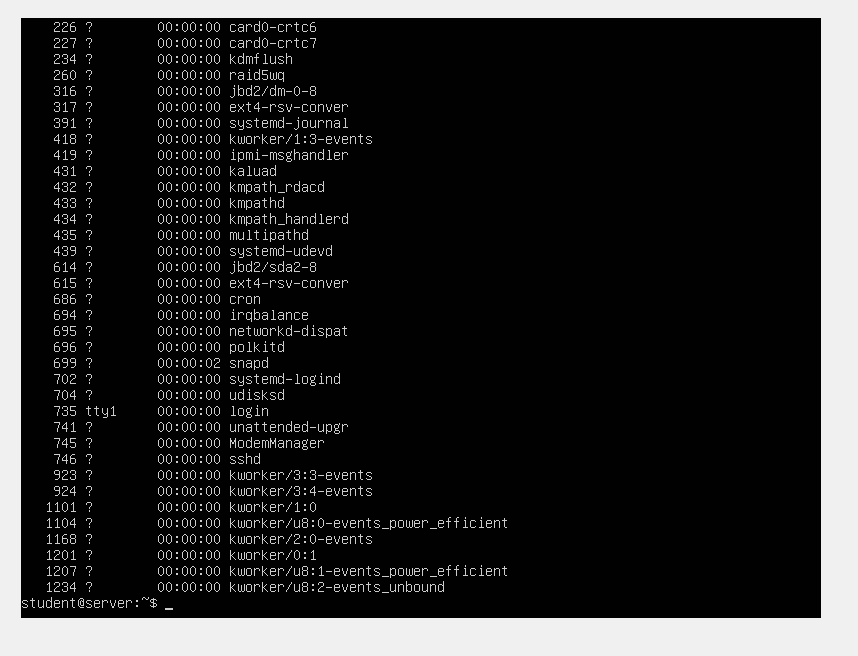 226 ? 00:00:00 card0-crtc6
227 ? 00:00:00 card0-crtc7
234 ? 00:00:00 kdmflush
260 ? 00:00:00 raid5wq
316 ? 00:00:00 jbd2/dm-0-8
317 ? 00:00:00 ext4-rsv-conver
391 ? 00:00:00 systemd-journal
418 ? 00:00:00 kworker/1:3-events
419 ? 00:00:00 ipmi-msghandler
431 ? 00:00:00 kaluad
432 ? 00:00:00 kmpath_rdacd
433 ? 00:00:00 kmpathd
434 ? 00:00:00 kmpath_handlerd
435 ? 00:00:00 multipathd
439 ? 00:00:00 systemd-udevd
614 ? 00:00:00 jbd2/sda2-8
615 ? 00:00:00 ext4-rsv-conver
686 ? 00:00:00 cron
694 ? 00:00:00 irqbalance
695 ? 00:00:00 networkd-dispat
696 ? 00:00:00 polkitd
699 ? 00:00:02 snapd
702 ? 00:00:00 systemd-logind
704 ? 00:00:00 udisksd
735 tty1 00:00:00 login
741 ? 00:00:00 unattended-upgr
745 ? 00:00:00 ModemManager
746 ? 00:00:00 sshd
923 ? 00:00:00 kworker/3:3-events
924 ? 00:00:00 kworker/3:4-events
1101 ? 00:00:00 kworker/1:0
1104 ? 00:00:00 kworker/u8:0-events_power_efficient
1168 ? 00:00:00 kworker/2:0-events
1201 ? 00:00:00 kworker/0:1
1207 ? 00:00:00 kworker/u8:1-events_power_efficient
1234 ? 00:00:00 kworker/u8:2-events_unbound
student@server:~$ _